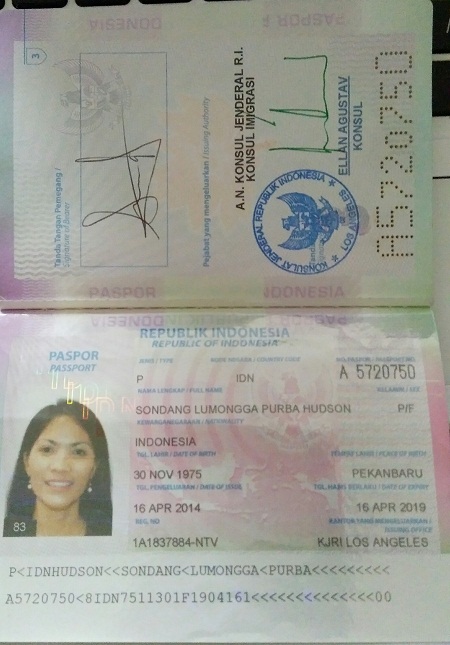 3
DONESIA
PASPOR
Tanda Tangan Pemegang /
Signature of Bearer
Pejabat yang mengeluarkan / Issuing Authority
A.N. KONSUL JENDERAL R.I.
KONSUL IMIGRASI
KONSULAT JENDERAL REPUBLIK INDONESIA
LOS ANGELES
ELLAN AGUSTAV
KONSUL
A5720750
PASPOR
INDONESIA
REPUBLIK INDONESIA
REPUBLIC OF INDONESIA
PASPOR
PASSPORT
JENIS / TYPE
KODE NEGARA / COUNTRY CODE
NO. PASPOR / PASSPORT NO.
P
IDN
A 5720750
NAMA LENGKAP / FULL NAME
KELAMIN / SEX
SONDANG LUMONGGA PURBA HUDSON
P/F
KEWARGANEGARAAN / NATIONALITY
INDONESIA
TGL. LAHIR / DATE OF BIRTH
TEMPAT LAHIR / PLACE OF BIRTH
30 NOV 1975
PEKANBARU
TGL. PENGELUARAN / DATE OF ISSUE
TGL. HABIS BERLAKU / DATE OF EXPIRY
16 APR 2014
16 APR 2019
REG. NO
KANTOR YANG MENGELUARKAN /
ISSUING OFFICE
1A1837884-NTV
KJRI LOS ANGELES
83
P<IDNHUDSON<<SONDANG<LUMONGGA<PURBA<<<<<<<<<
A5720750<8IDN7511301F1904161<<<<<<<<<<<<<<00